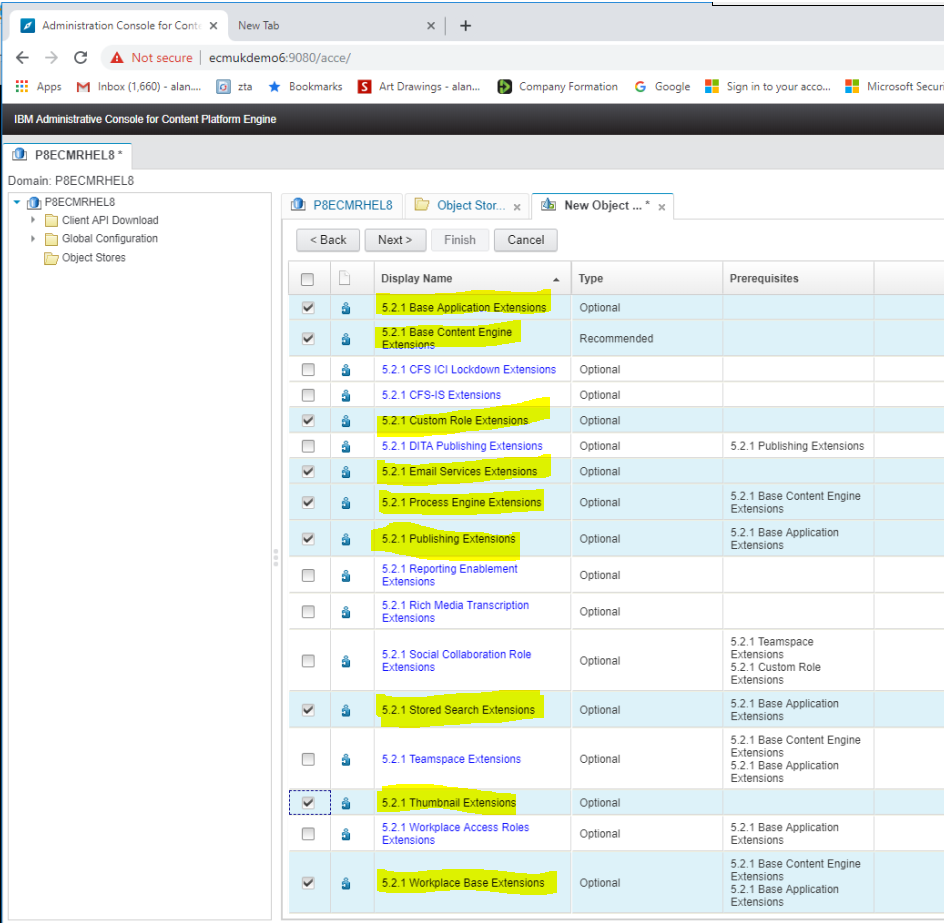 Administration Console for Conte
New Tab
Not secure
ecmukdemo6:9080/acce/
Apps
Inbox (1,660) - alan....
zta
Bookmarks
Art Drawings - alan...
Company Formation
Google
Sign in to your acco...
Microsoft Securi
IBM Administrative Console for Content Platform Engine
P8ECMRHEL8 *
Domain: P8ECMRHEL8
P8ECMRHEL8
Client API Download
Global Configuration
Object Stores
P8ECMRHEL8
Object Stor...
New Object ... *
< Back
Next >
Finish
Cancel
Display Name
Type
Prerequisites
5.2.1 Base Application Extensions
Optional
5.2.1 Base Content Engine
Extensions
Recommended
5.2.1 CFS ICI Lockdown Extensions
Optional
5.2.1 CFS-IS Extensions
Optional
5.2.1 Custom Role Extensions
Optional
5.2.1 DITA Publishing Extensions
Optional
5.2.1 Publishing Extensions
5.2.1 Email Services Extensions
Optional
5.2.1 Process Engine Extensions
Optional
5.2.1 Base Content Engine
Extensions
5.2.1 Publishing Extensions
Optional
5.2.1 Base Application
Extensions
5.2.1 Reporting Enablement
Extensions
Optional
5.2.1 Rich Media Transcription
Extensions
Optional
5.2.1 Social Collaboration Role
Extensions
Optional
5.2.1 Teamspace
Extensions
5.2.1 Custom Role
Extensions
5.2.1 Stored Search Extensions
Optional
5.2.1 Base Application
Extensions
5.2.1 Teamspace Extensions
Optional
5.2.1 Base Content Engine
Extensions
5.2.1 Base Application
Extensions
5.2.1 Thumbnail Extensions
Optional
5.2.1 Workplace Access Roles
Extensions
Optional
5.2.1 Base Application
Extensions
5.2.1 Workplace Base Extensions
Optional
5.2.1 Base Content Engine
Extensions
5.2.1 Base Application
Extensions